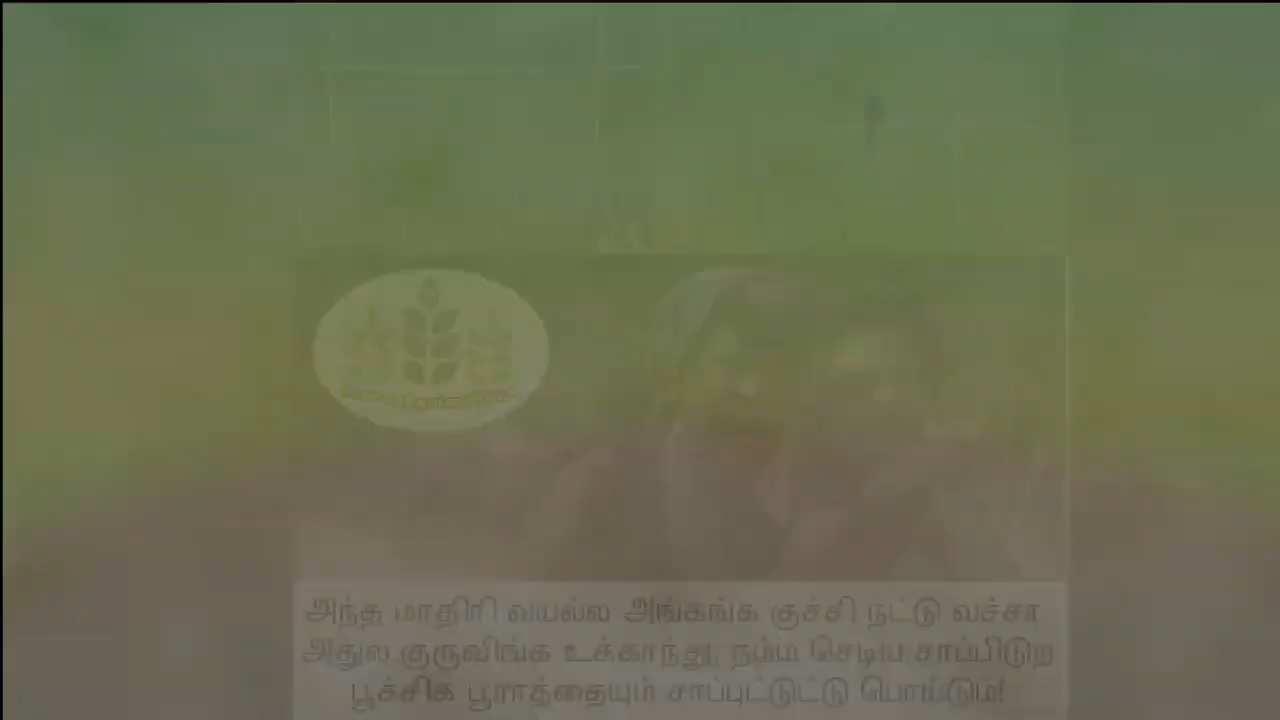 அந்த மாதிரி வயல்ல அங்கங்க குச்சி நட்டு வச்சா
அதுல குருவிங்க உக்காந்து, நம்ம செடிய சாப்பிடுற
பூச்சிக பூராத்தையும் சாப்புட்டுட்டு போய்டும்!